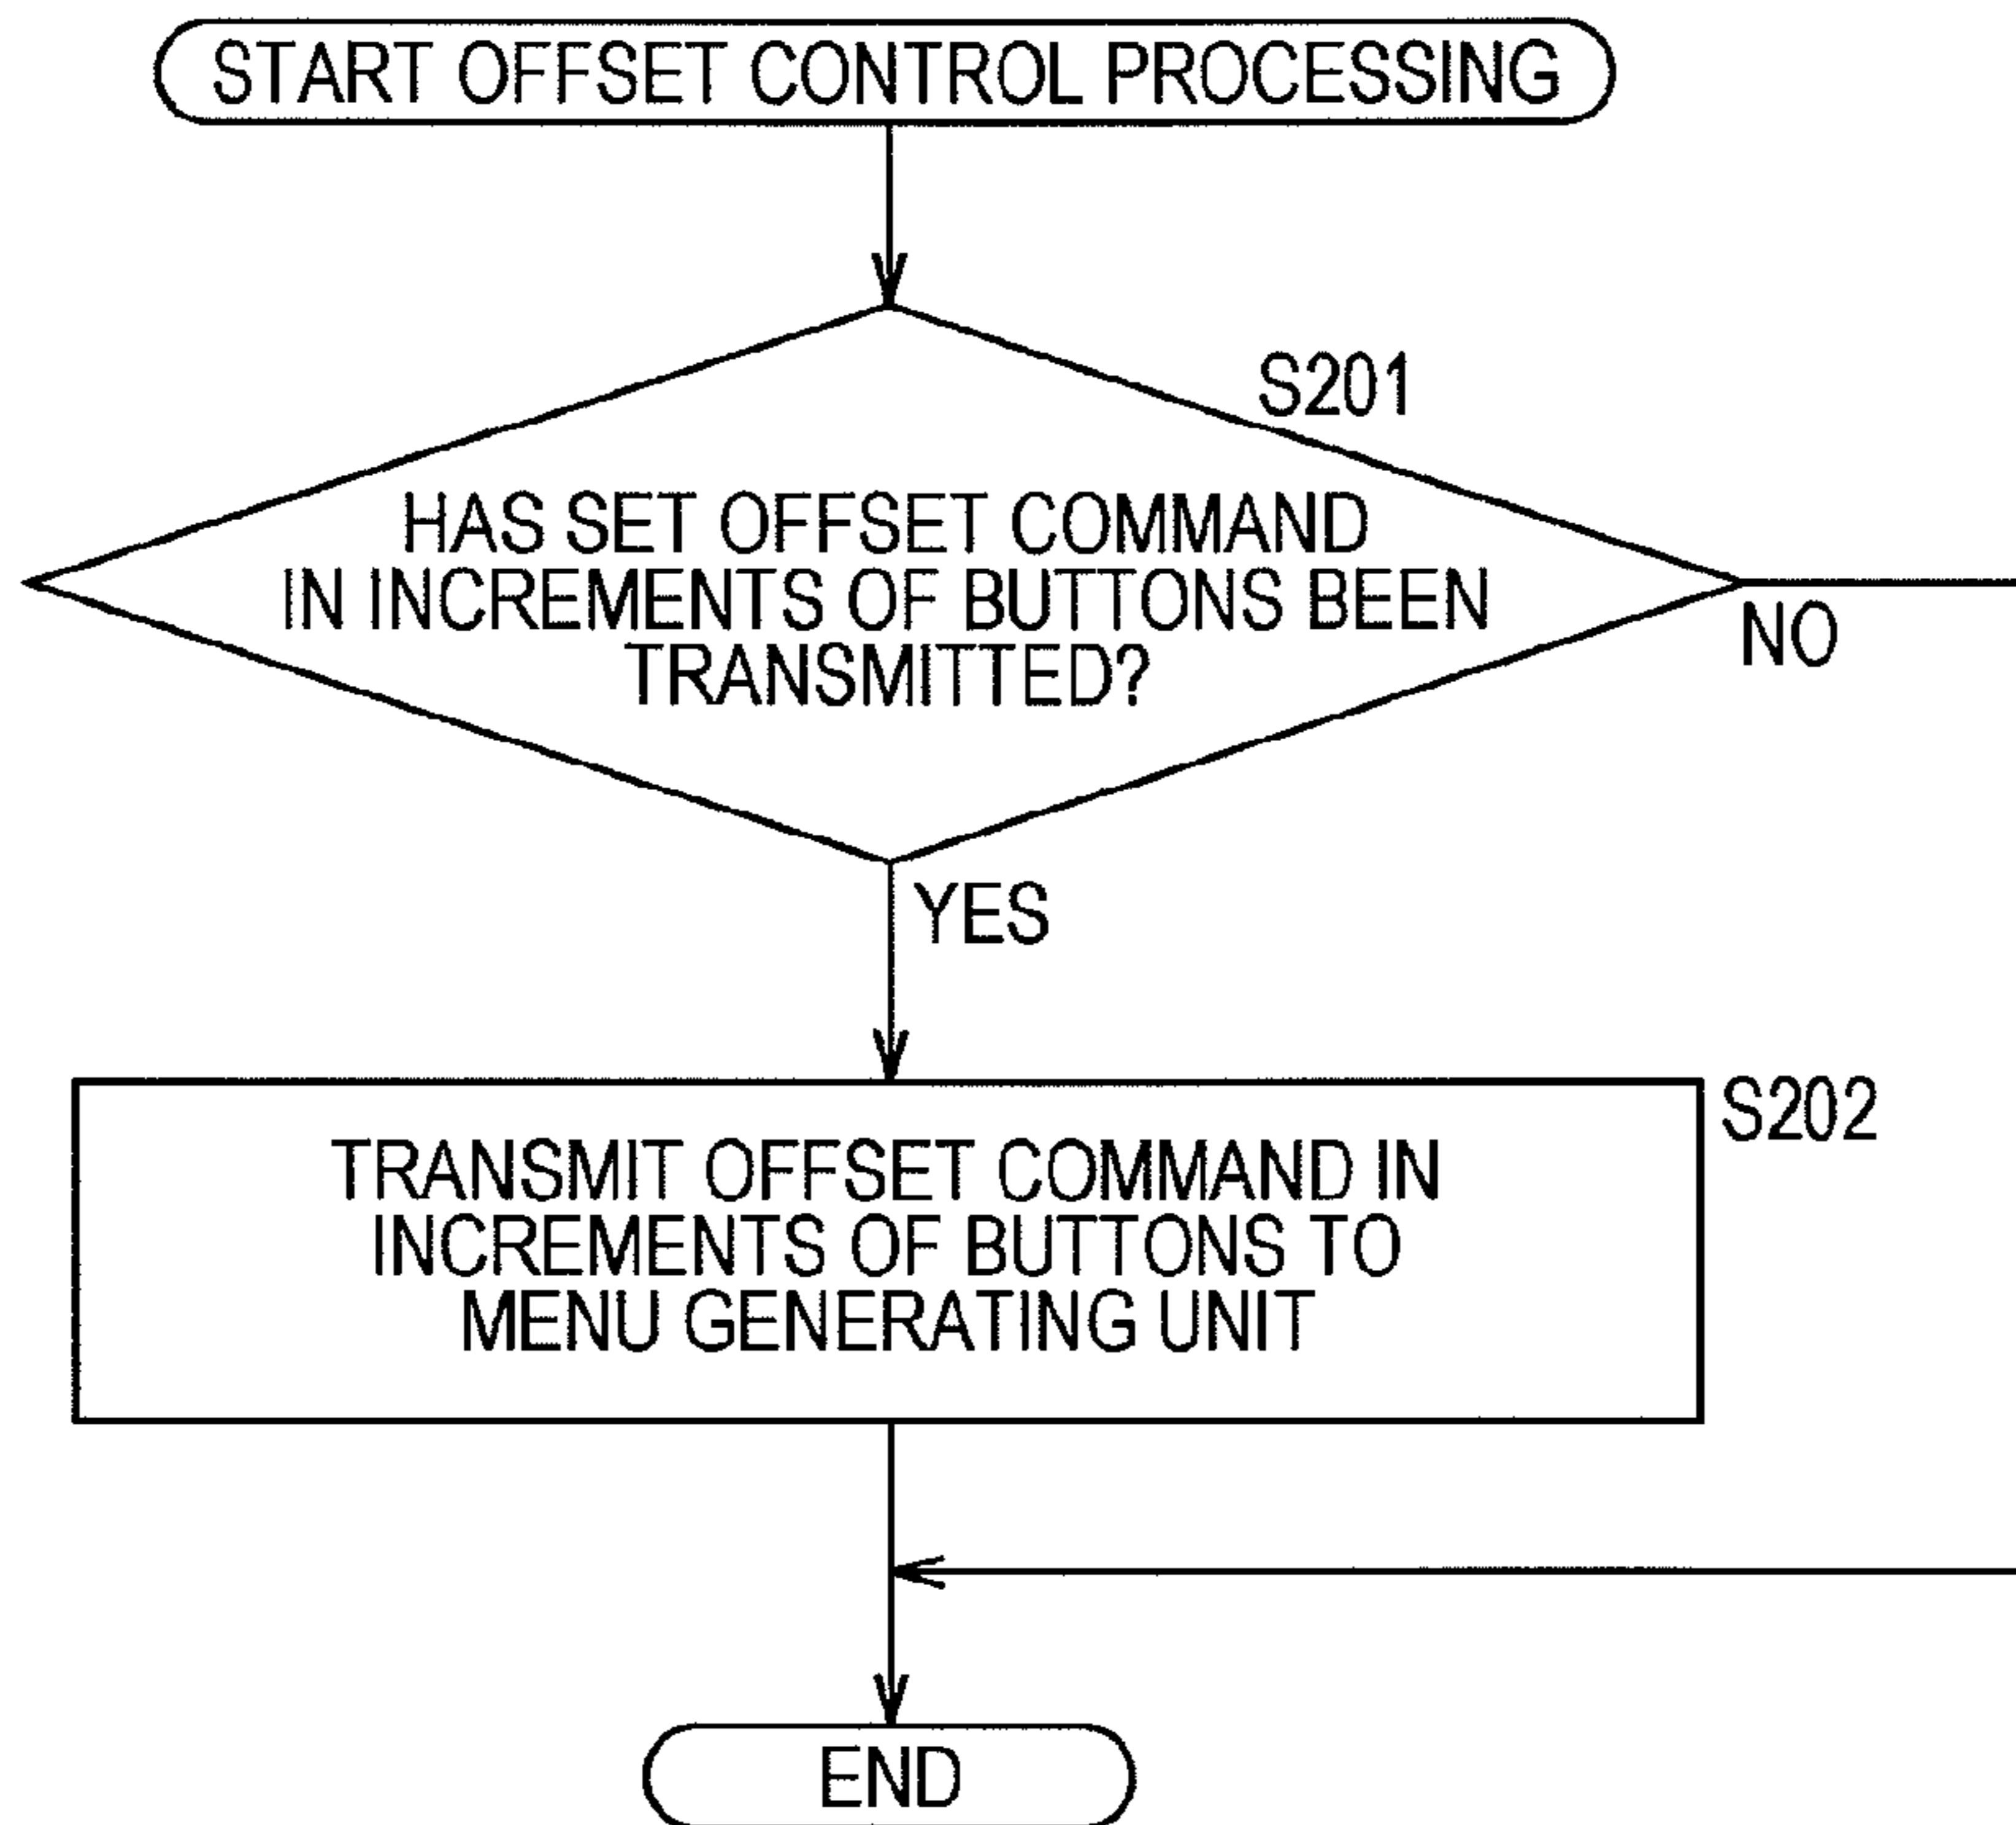 START OFFSET CONTROL PROCESSING
S201
HAS SET OFFSET COMMAND
IN INCREMENTS OF BUTTONS BEEN
TRANSMITTED?
NO
YES
S202
TRANSMIT OFFSET COMMAND IN
INCREMENTS OF BUTTONS TO
MENU GENERATING UNIT
END